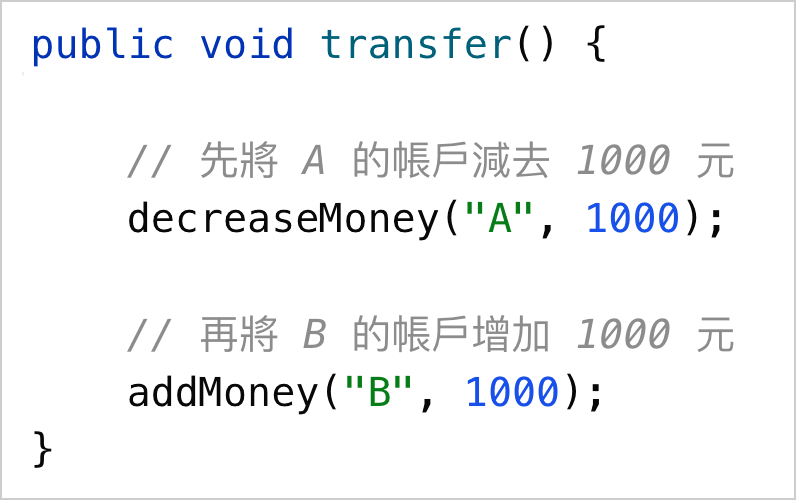 public void transfer() {
// 先將 A 的帳戶減去 1000 元
decreaseMoney("A", 1000);
// 再將 B 的帳戶增加 1000 元
addMoney("B", 1000);
}